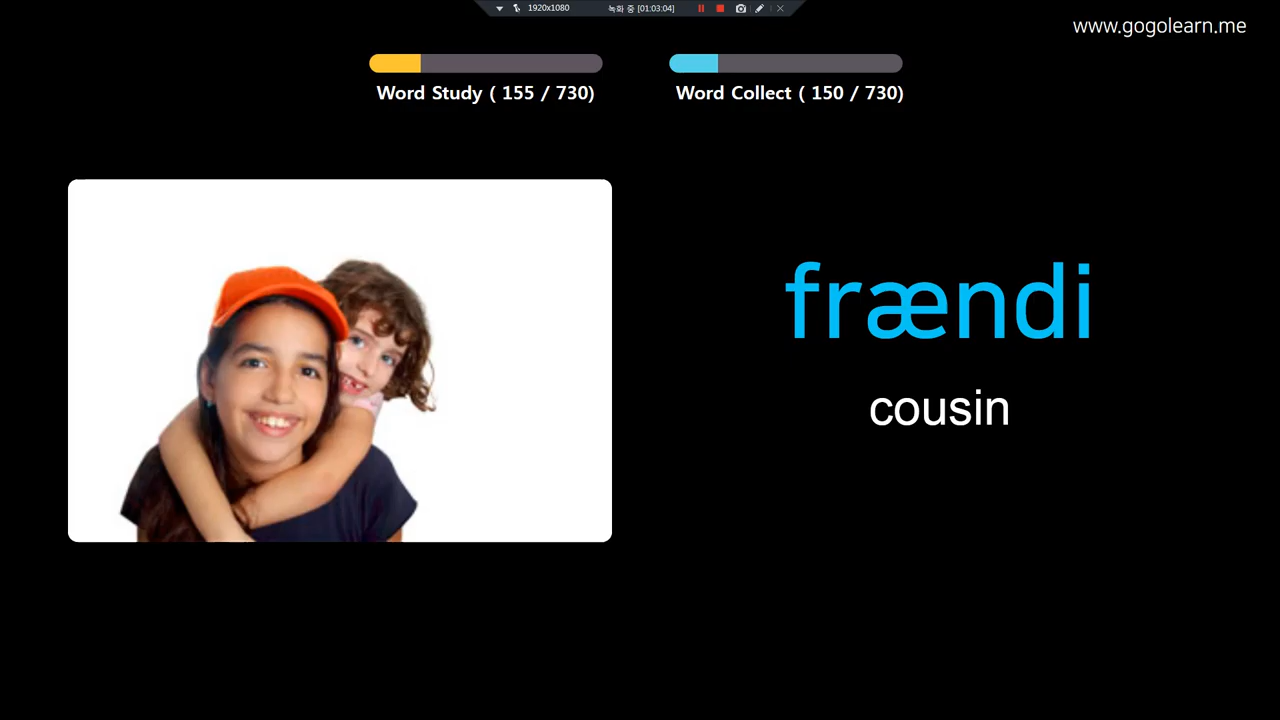 1920x1080 녹화 중 [01:03:04]
www.gogolearn.me
Word Study ( 155 / 730)
Word Collect ( 150 / 730)
frændi
cousin